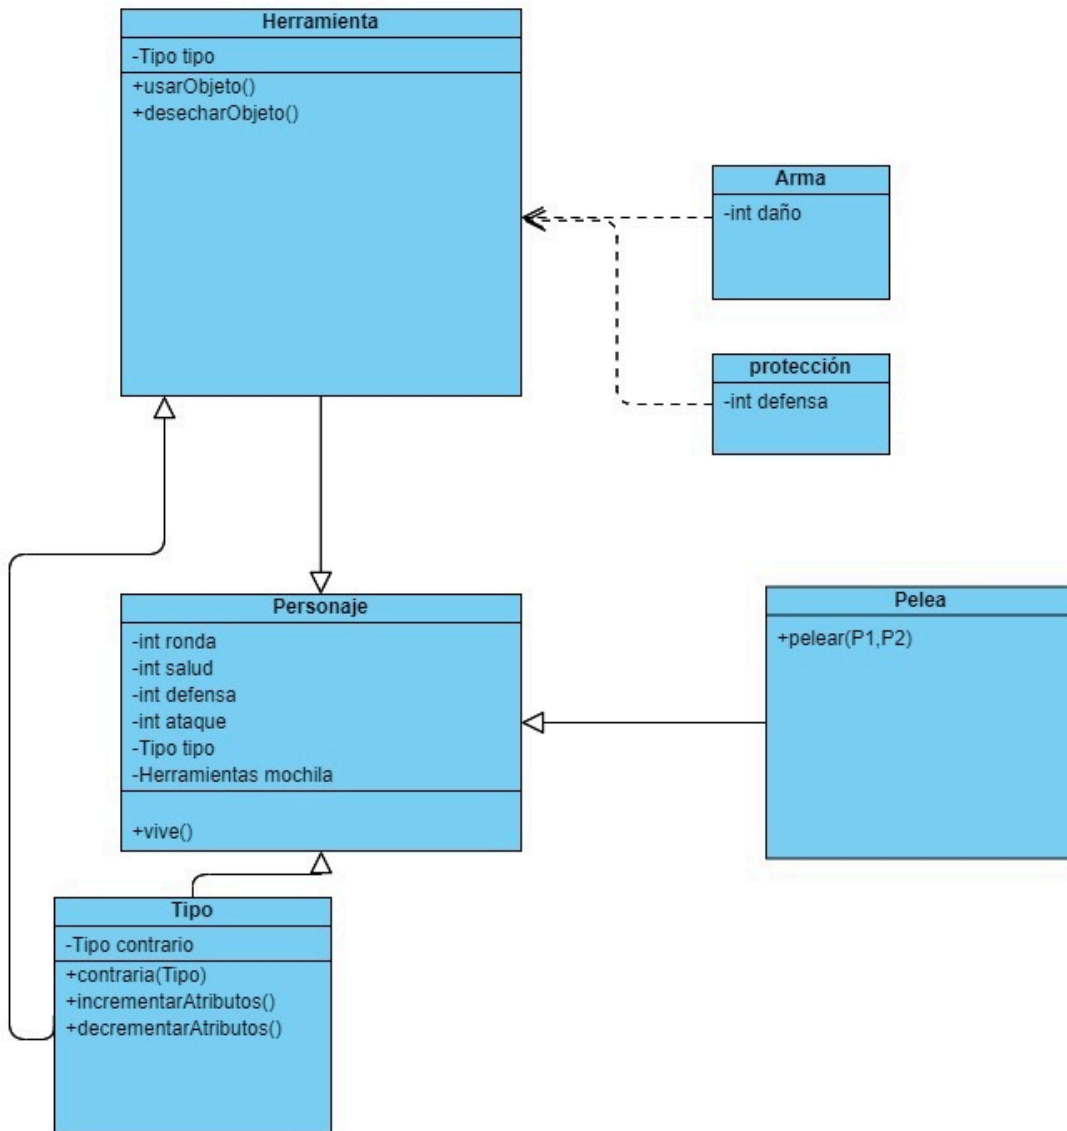 Herramienta
-Tipo tipo
+usarObjeto()
+desecharObjeto()
Arma
-int daño
protección
-int defensa
Personaje
-int ronda
-int salud
-int defensa
-int ataque
-Tipo tipo
-Herramientas mochila
+vive()
Pelea
+pelear(P1,P2)
Tipo
-Tipo contrario
+contraria(Tipo)
+incrementarAtributos()
+decrementarAtributos()